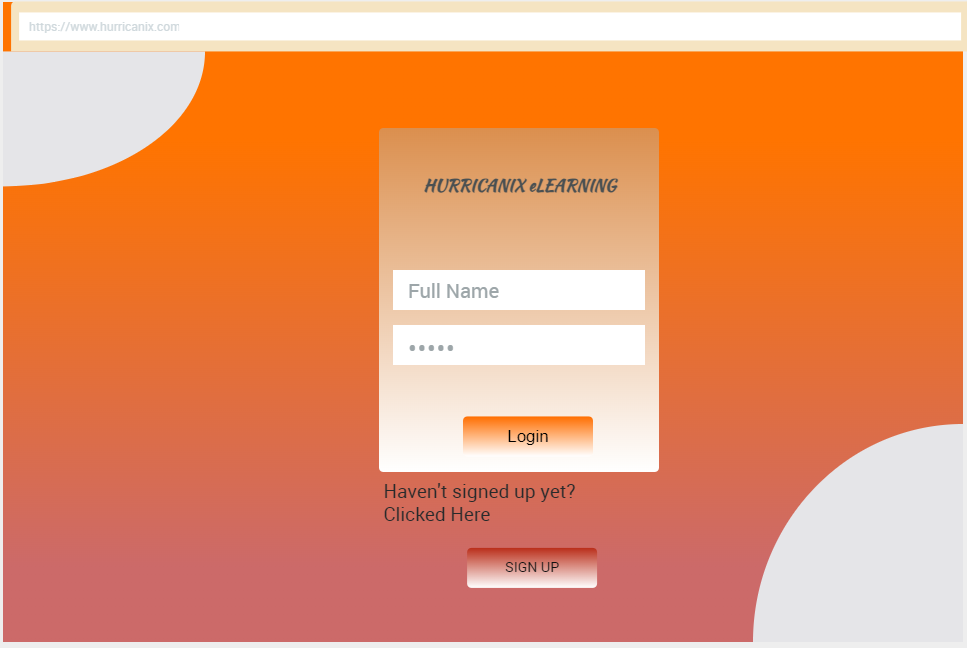 https://www.hurricanix.com
HURRICANIX eLEARNING
Full Name
•••••
Login
Haven't signed up yet?
Clicked Here
SIGN UP